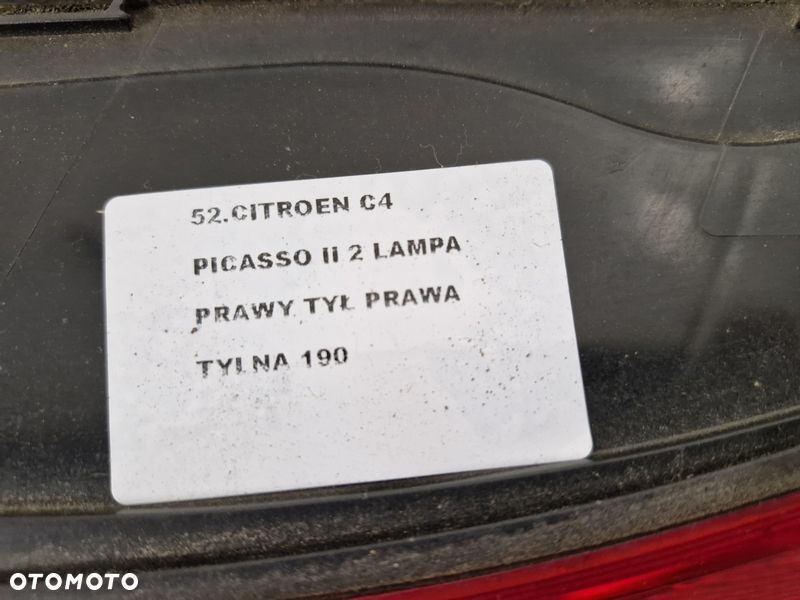 52.CITROEN C4
PICASSO II 2 LAMPA
PRAWY TYŁ PRAWA
TYLNA 190
OTOMOTO